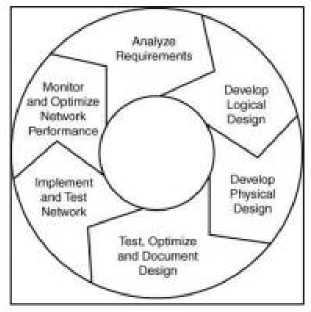 Analyze
Requirements
Develop
Logical
Design
Develop
Physical
Design
Test, Optimize
and Document
Design
Implement
and Test
Network
Monitor
and Optimize
Network
Performance